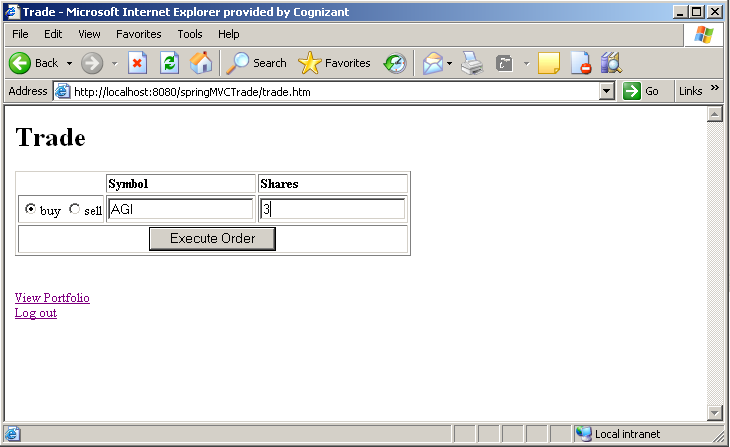 Trade - Microsoft Internet Explorer provided by Cognizant
File Edit View Favorites Tools Help
Back Search Favorites
Address http://localhost:8080/springMVCTrade/trade.htm Go Links »
Trade
Symbol Shares
buy sell AGI 3
Execute Order
View Portfolio
Log out
Local intranet